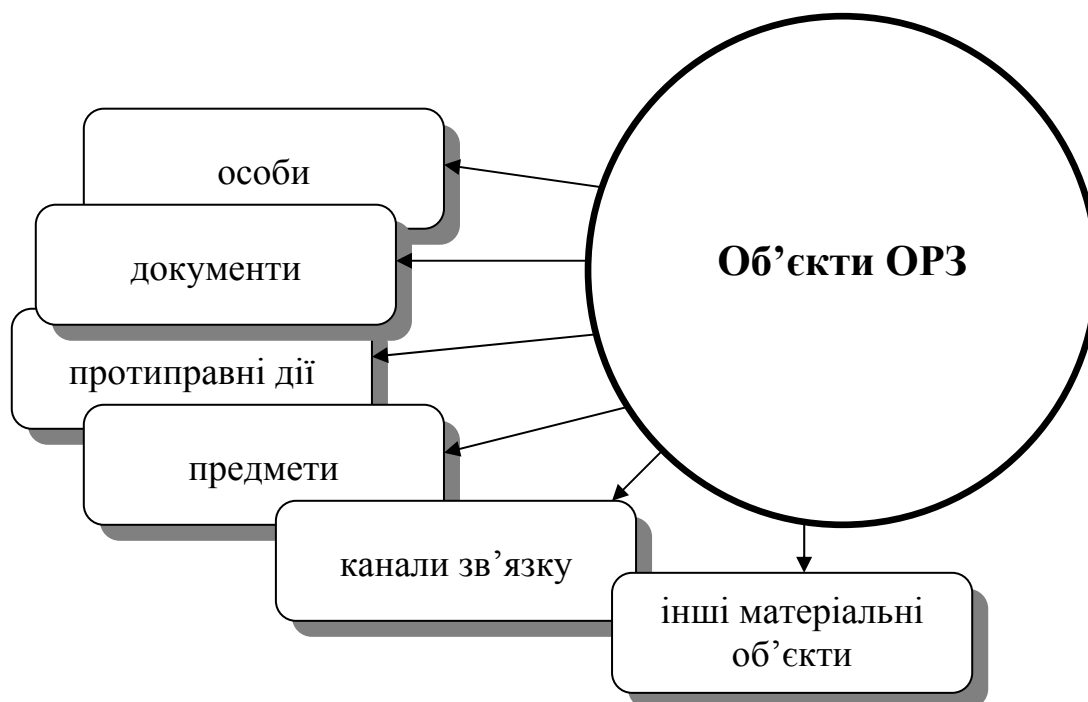 особи
документи
Об’єкти ОРЗ
протиправні дії
предмети
канали зв’язку
інші матеріальні
об’єкти